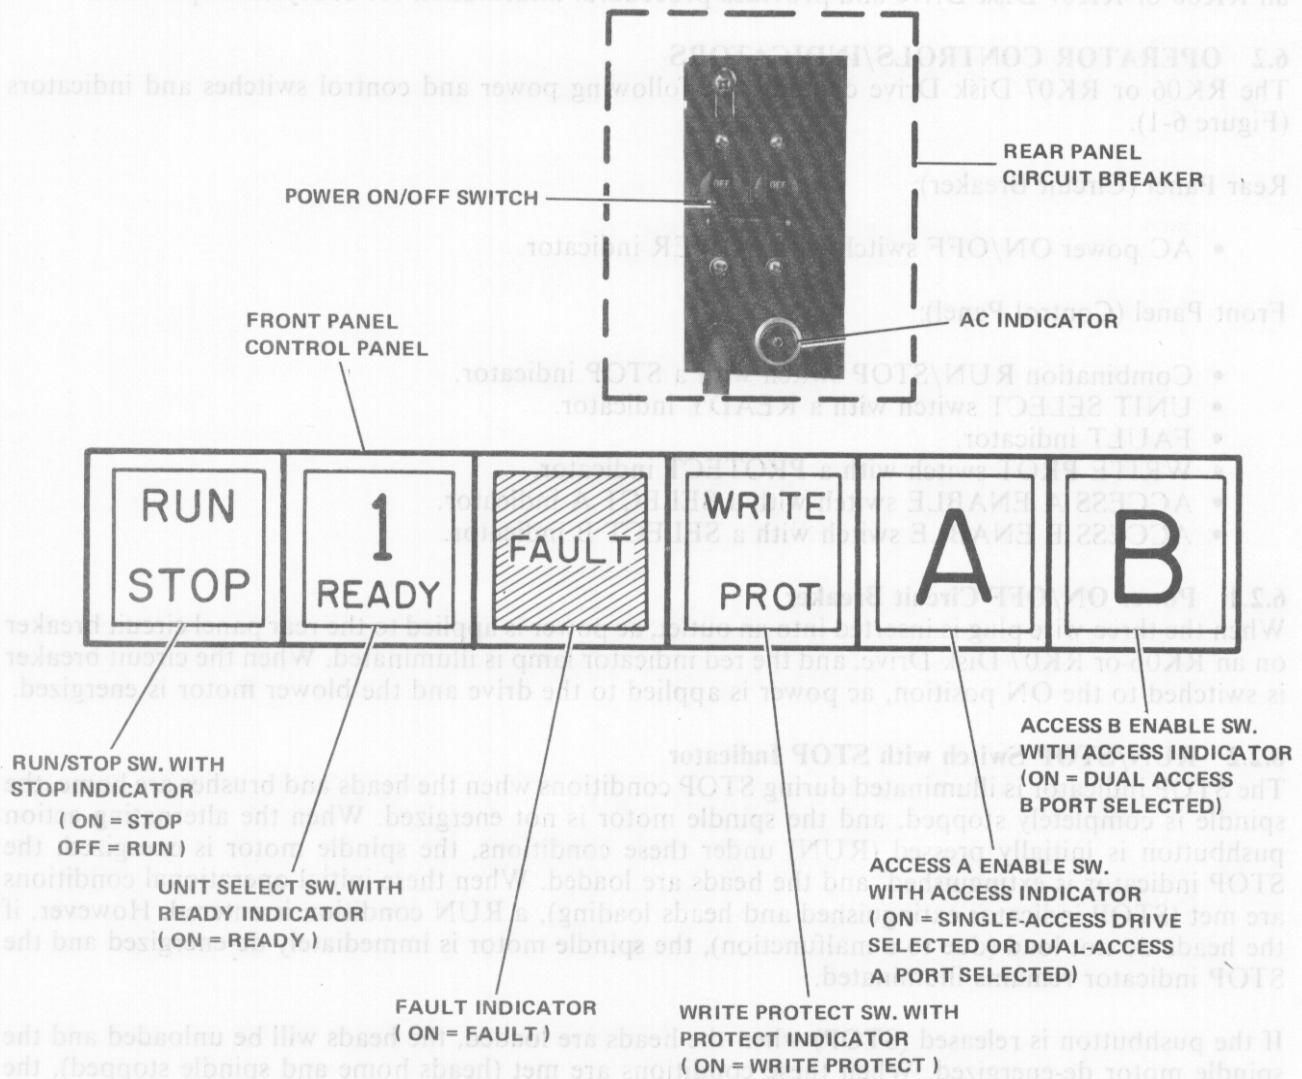 REAR PANEL
CIRCUIT BREAKER
POWER ON/OFF SWITCH
OFF OFF
AC INDICATOR
FRONT PANEL
CONTROL PANEL
RUN
STOP
1
READY
FAULT
WRITE
PROT
A
B
RUN/STOP SW. WITH
STOP INDICATOR
( ON = STOP
OFF = RUN )
UNIT SELECT SW. WITH
READY INDICATOR
( ON = READY )
FAULT INDICATOR
( ON = FAULT )
WRITE PROTECT SW. WITH
PROTECT INDICATOR
( ON = WRITE PROTECT )
ACCESS A ENABLE SW.
WITH ACCESS INDICATOR
( ON = SINGLE-ACCESS DRIVE
SELECTED OR DUAL-ACCESS
A PORT SELECTED)
ACCESS B ENABLE SW.
WITH ACCESS INDICATOR
(ON = DUAL ACCESS
B PORT SELECTED)